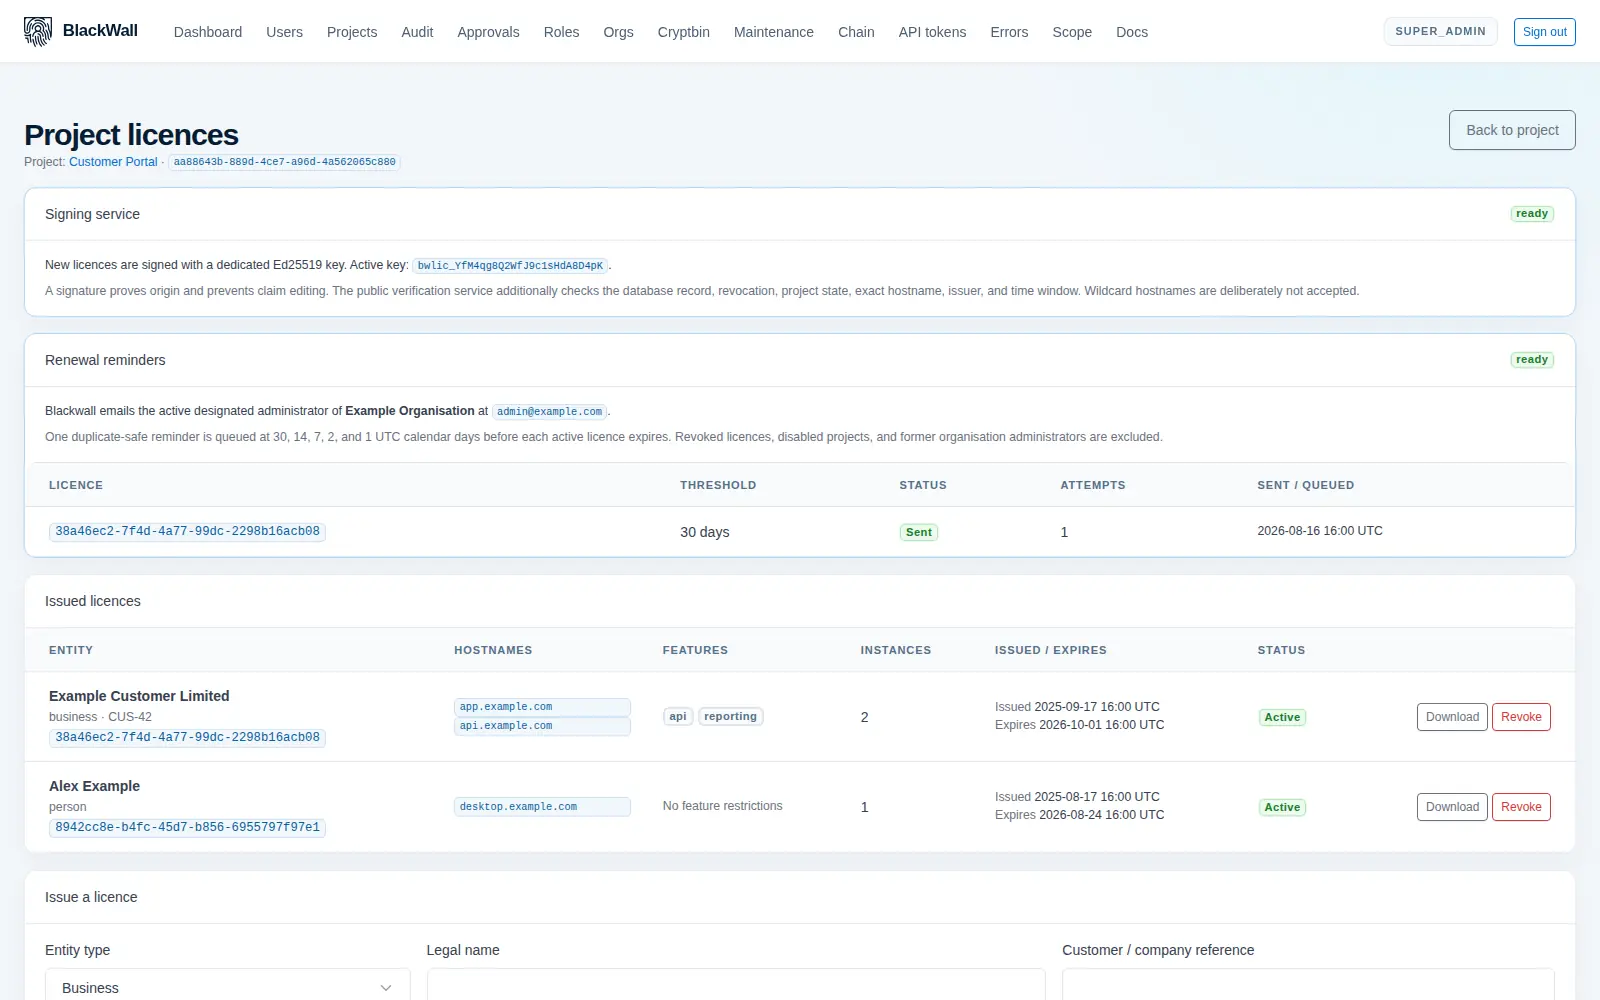 BlackWall
Dashboard Users Projects Audit Approvals Roles Orgs Cryptbin Maintenance Chain API tokens Errors Scope Docs
SUPER_ADMIN Sign out
Project licences
Back to project
Project: Customer Portal · aa88643b-889d-4ce7-a96d-4a562065c880
Signing service ready
New licences are signed with a dedicated Ed25519 key. Active key: bwlic_YfM4qg8Q2WfJ9c1sHdA8D4pK.
A signature proves origin and prevents claim editing. The public verification service additionally checks the database record, revocation, project state, exact hostname, issuer, and time window. Wildcard hostnames are deliberately not accepted.
Renewal reminders ready
Blackwall emails the active designated administrator of Example Organisation at admin@example.com.
One duplicate-safe reminder is queued at 30, 14, 7, 2, and 1 UTC calendar days before each active licence expires. Revoked licences, disabled projects, and former organisation administrators are excluded.
LICENCE THRESHOLD STATUS ATTEMPTS SENT / QUEUED
38a46ec2-7f4d-4a77-99dc-2298b16acb08 30 days Sent 1 2026-08-16 16:00 UTC
Issued licences
ENTITY HOSTNAMES FEATURES INSTANCES ISSUED / EXPIRES STATUS
Example Customer Limited
business · CUS-42
38a46ec2-7f4d-4a77-99dc-2298b16acb08
app.example.com
api.example.com
api reporting
2
Issued 2025-09-17 16:00 UTC
Expires 2026-10-01 16:00 UTC
Active
Download Revoke
Alex Example
person
8942cc8e-b4fc-45d7-b856-6955797f97e1
desktop.example.com
No feature restrictions
1
Issued 2025-08-17 16:00 UTC
Expires 2026-08-24 16:00 UTC
Active
Download Revoke
Issue a licence
Entity type Legal name Customer / company reference
Business